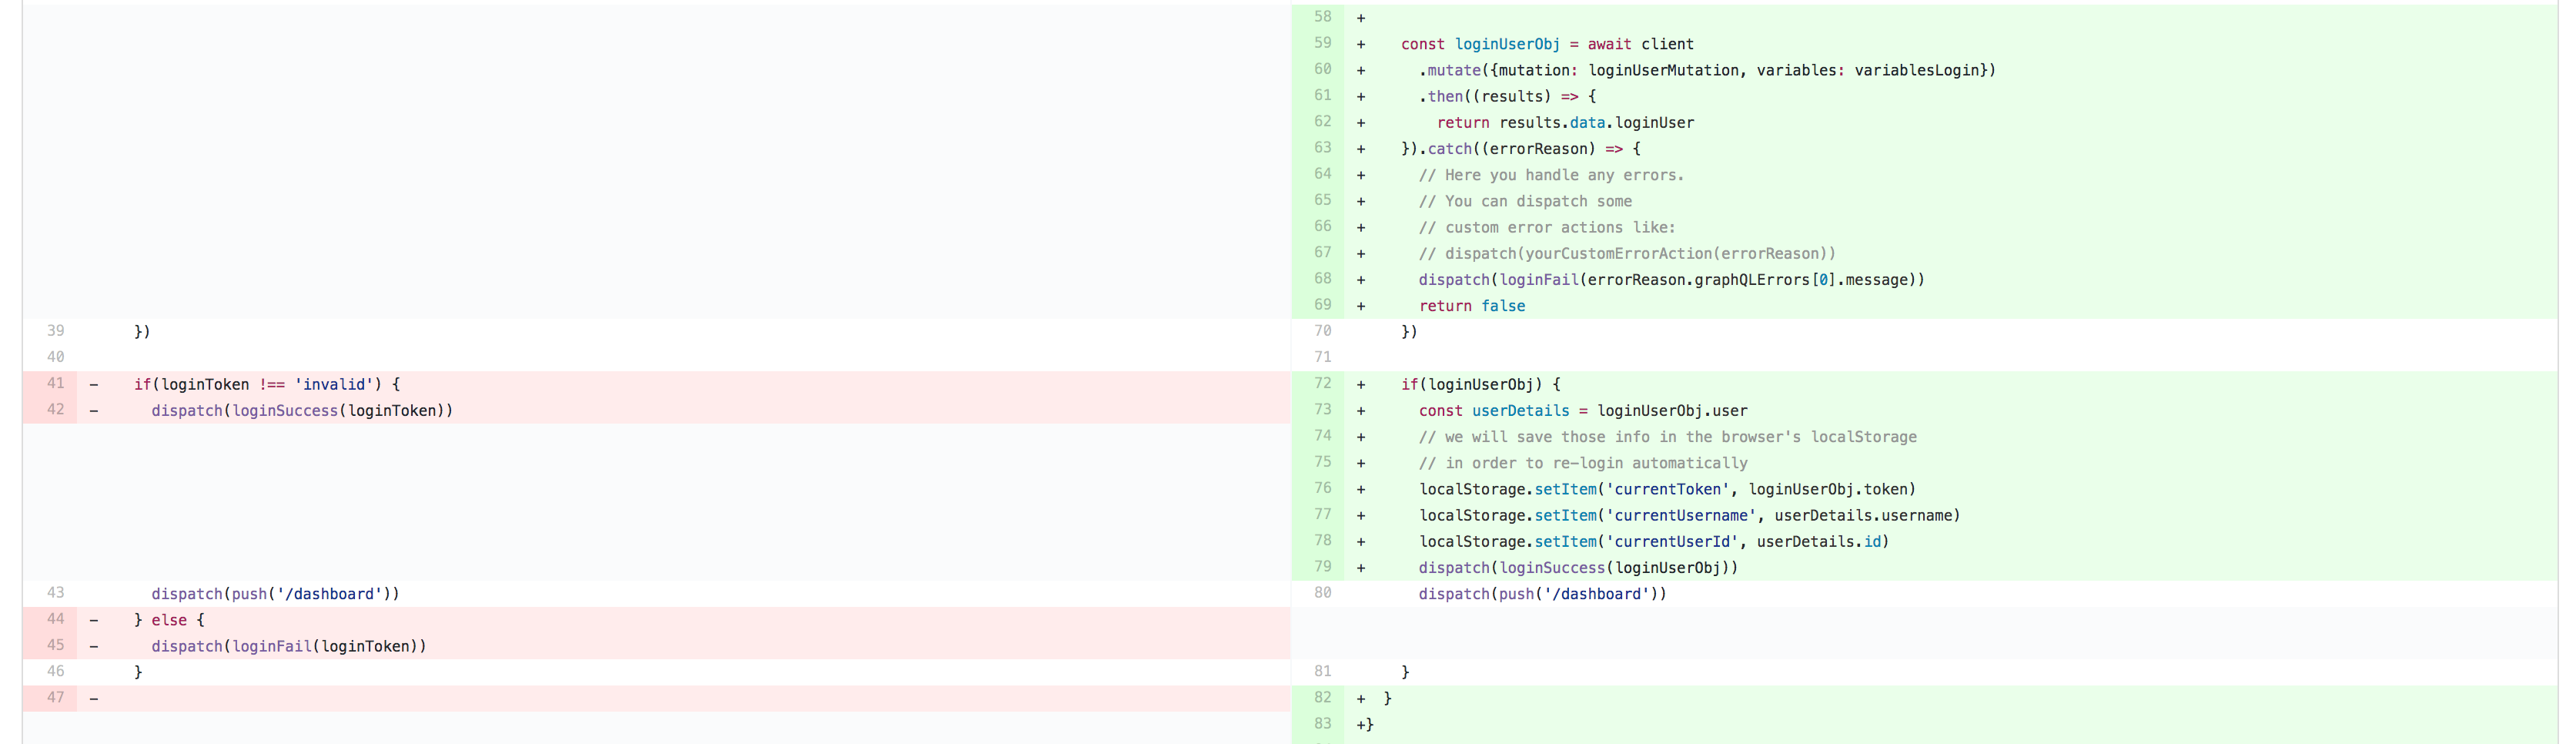 58 +
59 + const loginUserObj = await client
60 + .mutate({mutation: loginUserMutation, variables: variablesLogin})
61 + .then((results) => {
62 + return results.data.loginUser
63 + }).catch((errorReason) => {
64 + // Here you handle any errors.
65 + // You can dispatch some
66 + // custom error actions like:
67 + // dispatch(yourCustomErrorAction(errorReason))
68 + dispatch(loginFail(errorReason.graphQLErrors[0].message))
69 + return false
39 }) 70 })
40 71
41 - if(loginToken !== 'invalid') { 72 + if(loginUserObj) {
42 - dispatch(loginSuccess(loginToken)) 73 + const userDetails = loginUserObj.user
74 + // we will save those info in the browser's localStorage
75 + // in order to re-login automatically
76 + localStorage.setItem('currentToken', loginUserObj.token)
77 + localStorage.setItem('currentUsername', userDetails.username)
78 + localStorage.setItem('currentUserId', userDetails.id)
79 + dispatch(loginSuccess(loginUserObj))
43 dispatch(push('/dashboard')) 80 dispatch(push('/dashboard'))
44 - } else {
45 - dispatch(loginFail(loginToken))
46 } 81 }
47 - 82 + }
83 +}